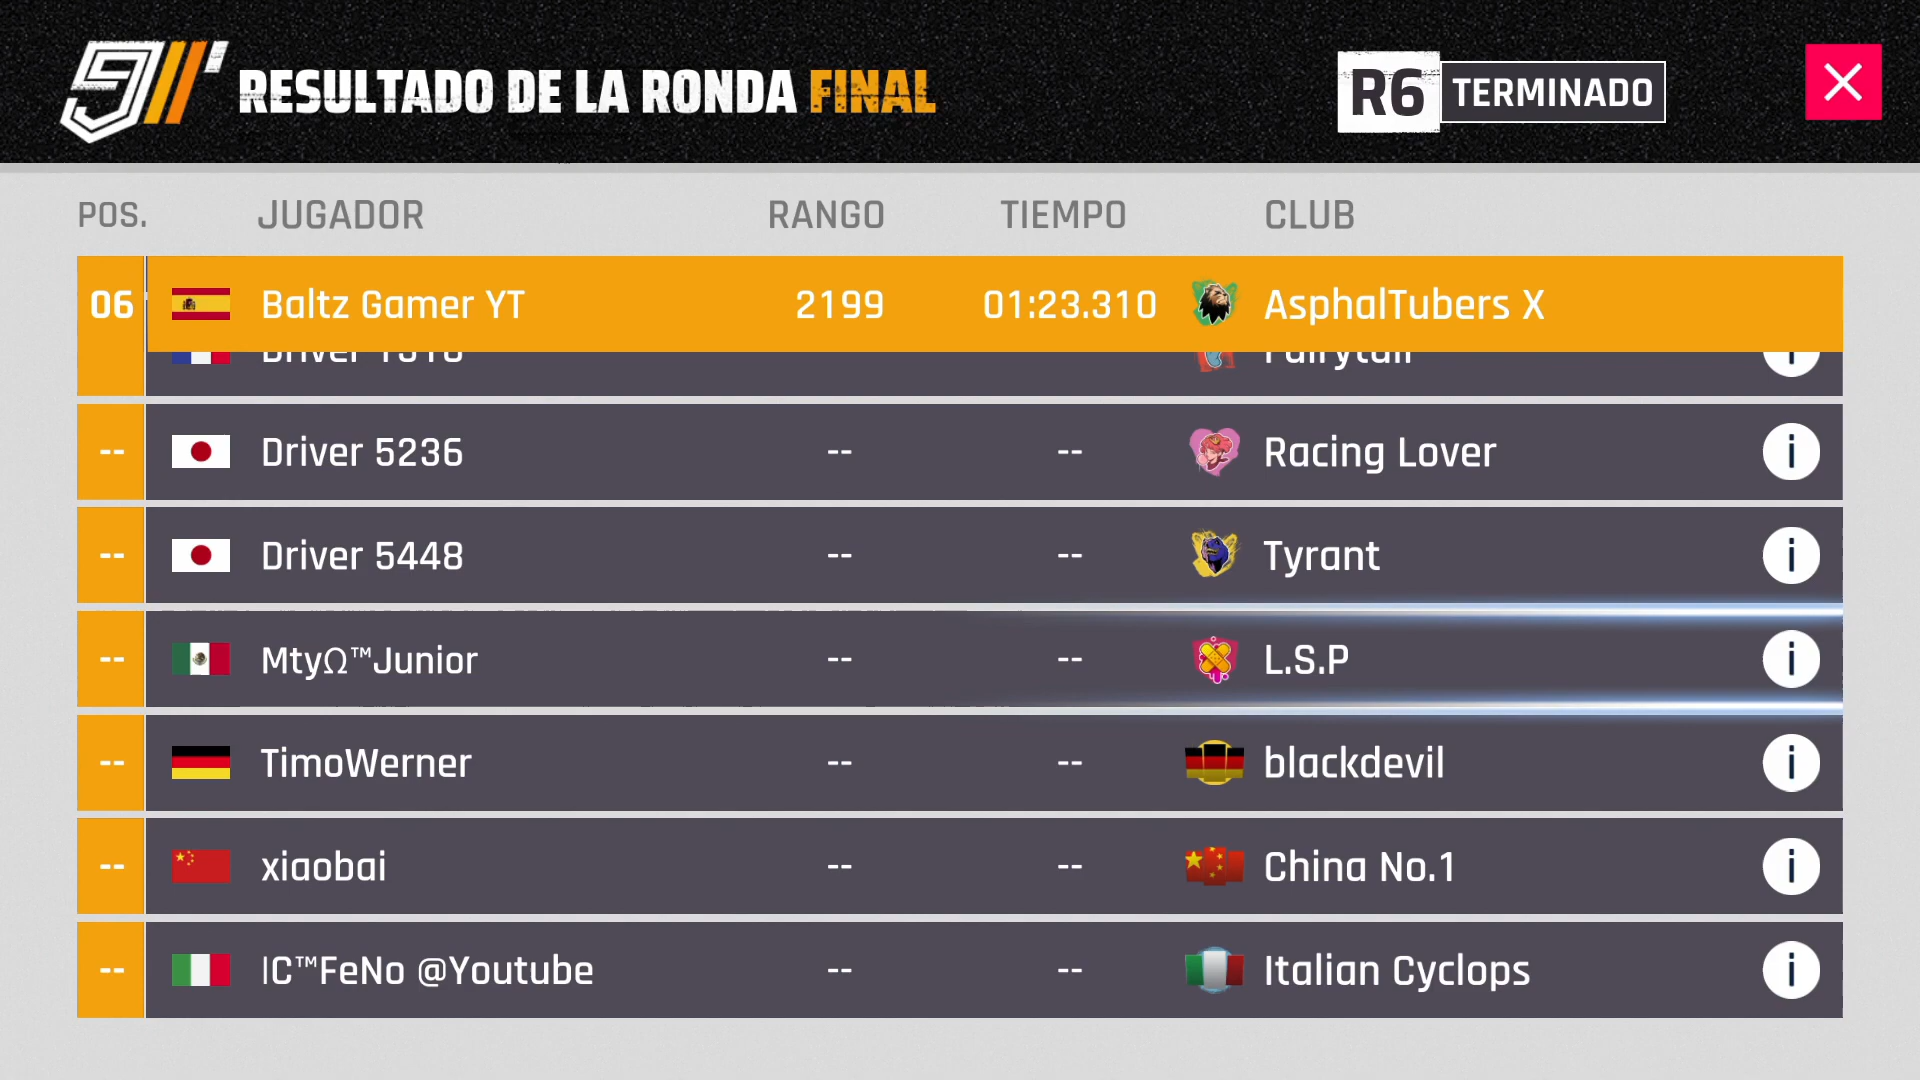 9 RESULTADO DE LA RONDA FINAL
R6 TERMINADO
POS. JUGADOR RANGO TIEMPO CLUB
06 Baltz Gamer YT 2199 01:23.310 AsphalTubers X
Driver
-- Driver 5236 -- -- Racing Lover i
-- Driver 5448 -- -- Tyrant i
-- MtyΩ™Junior -- -- L.S.P i
-- TimoWerner -- -- blackdevil i
-- xiaobai -- -- China No.1 i
-- IC™FeNo @Youtube -- -- Italian Cyclops i